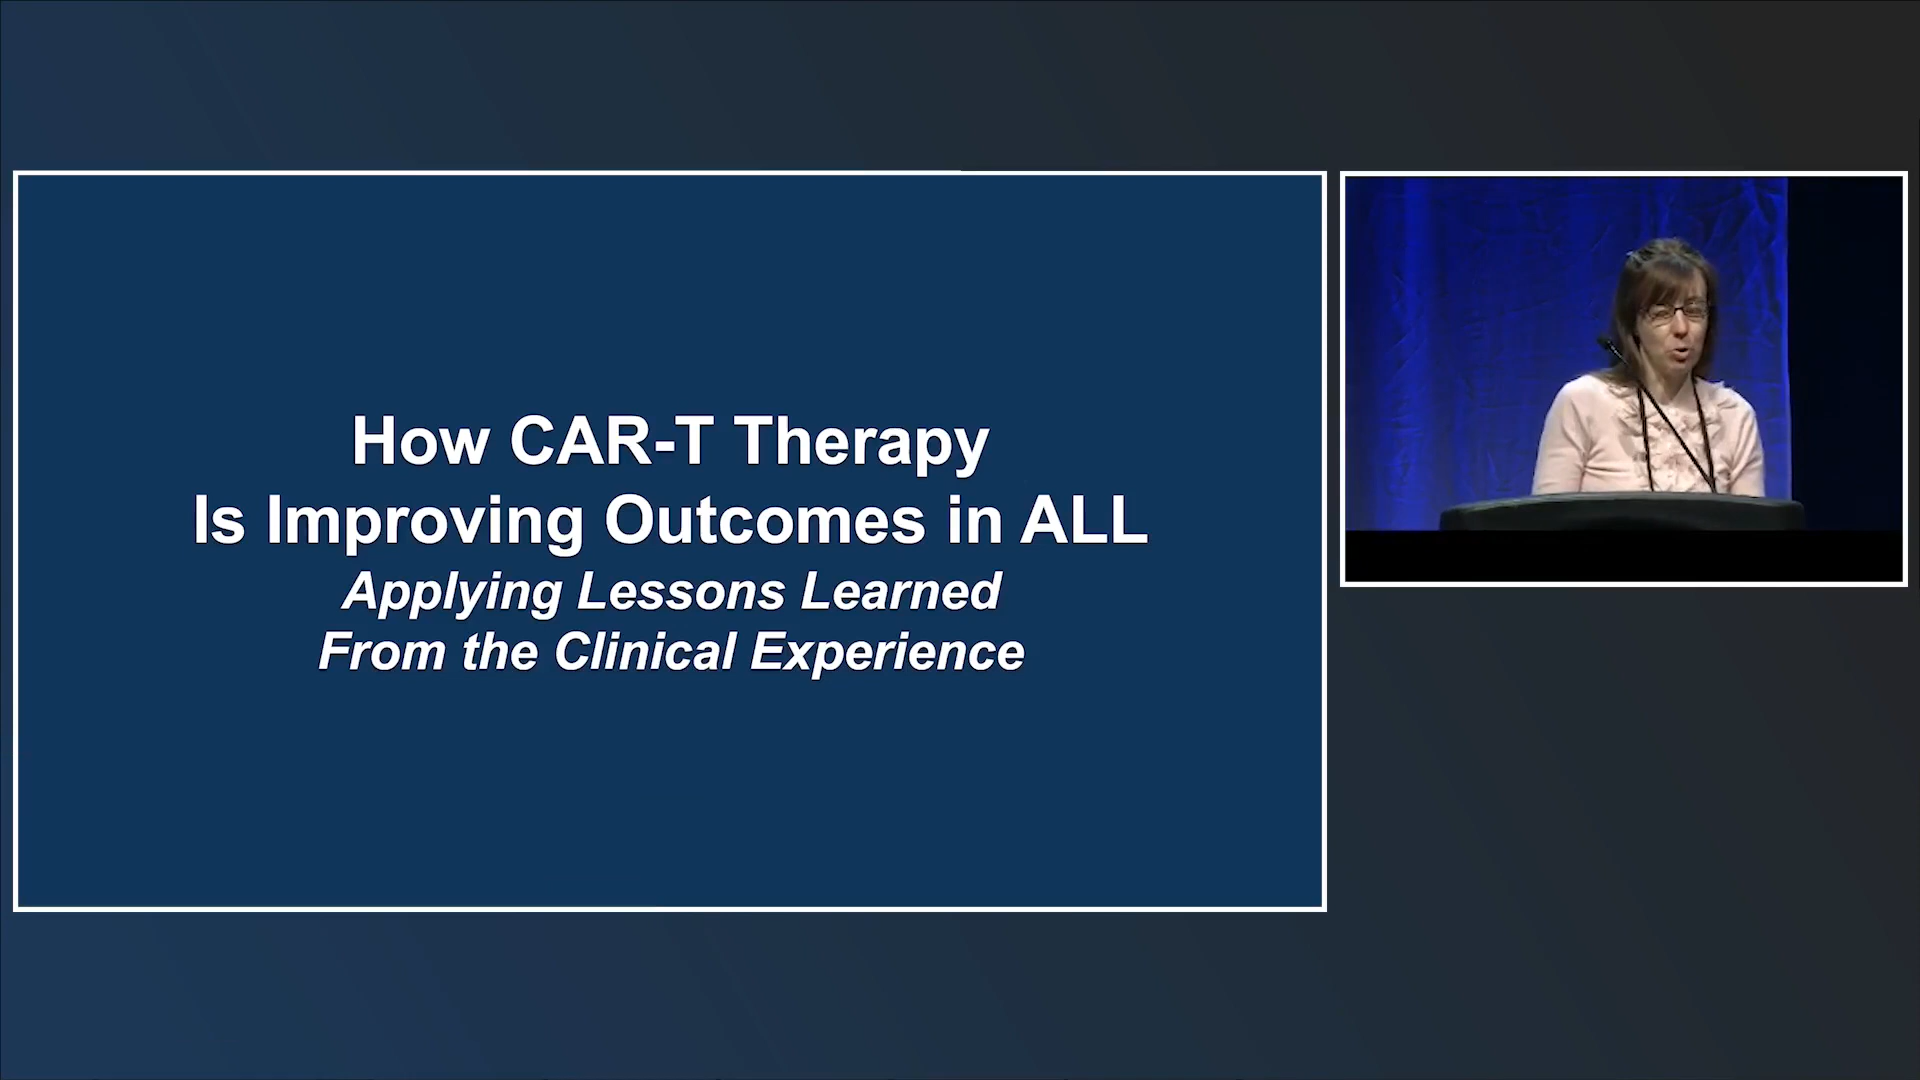 How CAR-T Therapy
Is Improving Outcomes in ALL
Applying Lessons Learned
From the Clinical Experience